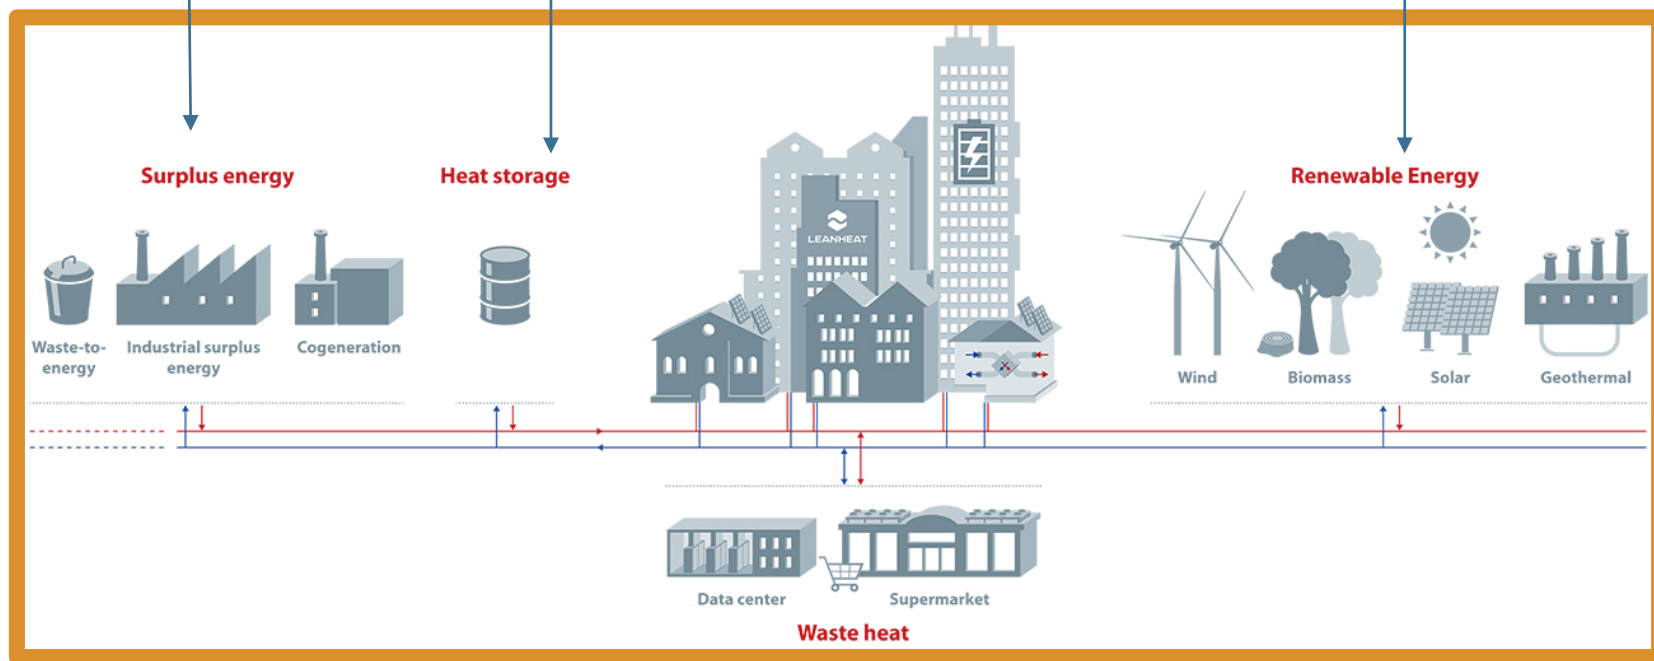 Surplus energy
Heat storage
Renewable Energy
LEANHEAT
Waste-to-
energy
Industrial surplus
energy
Cogeneration
Wind
Biomass
Solar
Geothermal
Data center
Supermarket
Waste heat